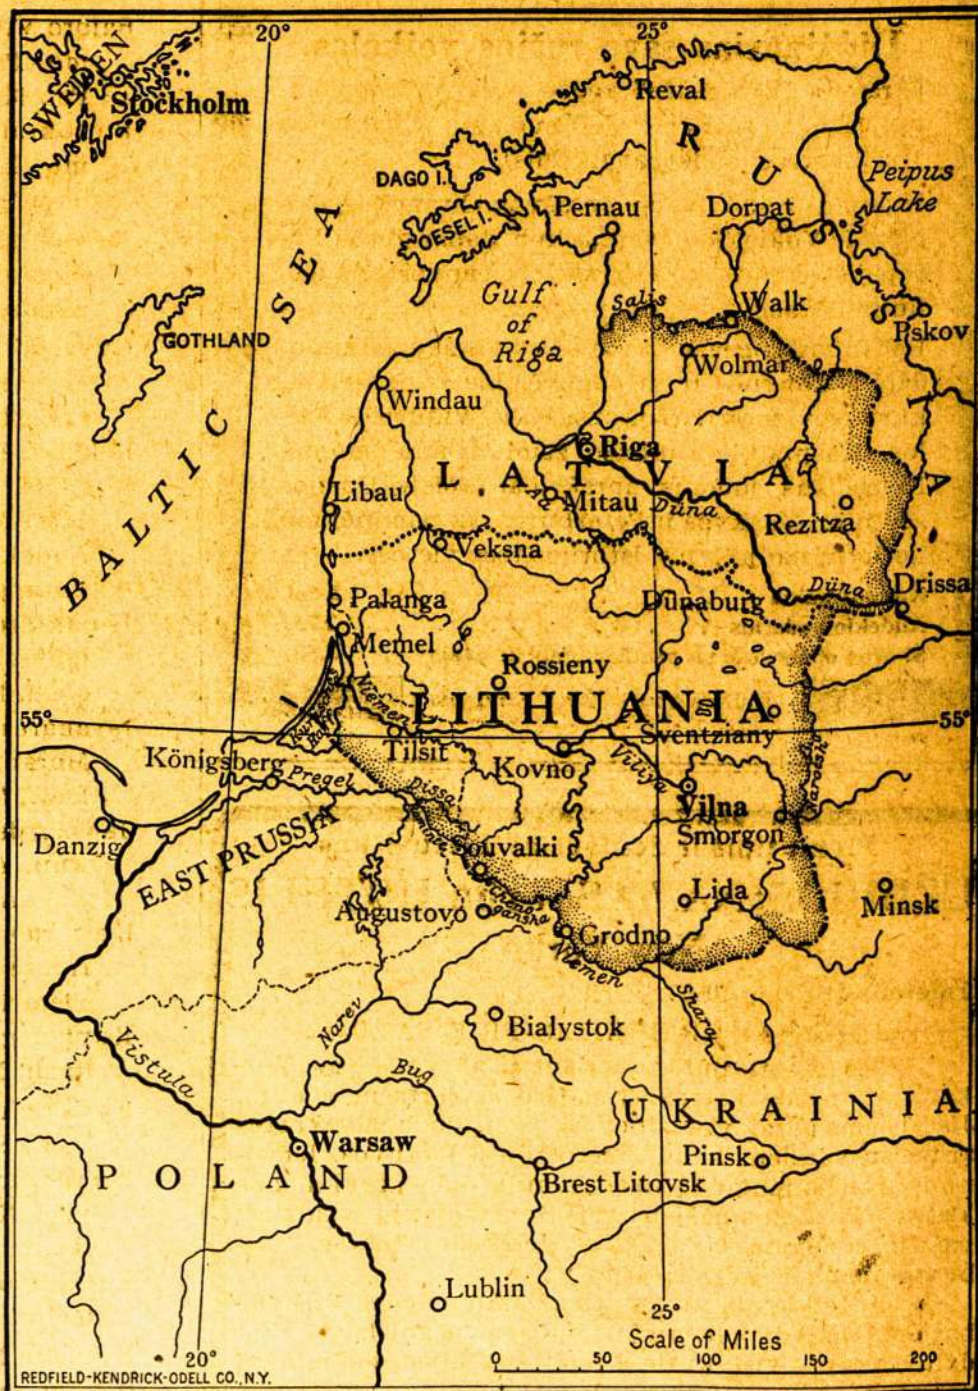 20°
25°
SWEDEN
Stockholm
Reval
RUSSIA
DAGO I.
Peipus
Lake
OESEL I.
Pernau
Dorpat
BALTIC SEA
Gulf
of
Riga
Salis
Walk
Pskov
GOTHLAND
Wolmar
Windau
Riga
LATVIA
Libau
Aa
Mitau
Düna
Rezitza
Veksna
Palanga
Dünaburg
Düna
Drissa
Memel
Rossieny
Niemen
LITHUANIA
55°
55°
Sventziany
Tilsit
Königsberg
Kovno
Viliya
Pregel
Pissa
Vilna
Danzig
Smorgon
EAST PRUSSIA
Souvalki
Lida
Minsk
Augustovo
Grodno
Niemen
Shara
Narev
Bialystok
Vistula
Bug
UKRAINIA
Warsaw
Pinsk
POLAND
Brest Litovsk
Lublin
25°
Scale of Miles
20°
0 50 100 150 200
REDFIELD-KENDRICK-ODELL CO., N.Y.